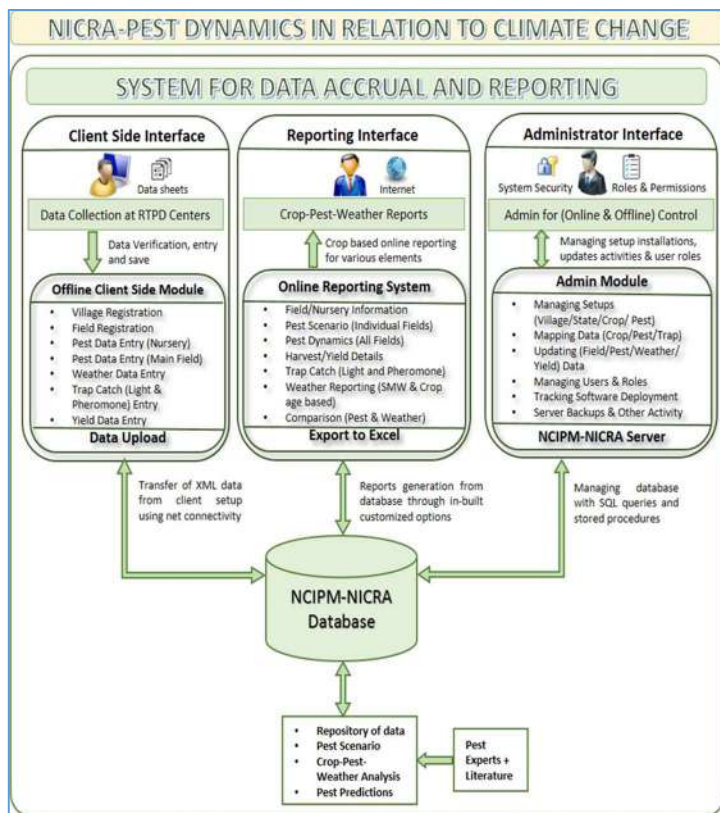 NICRA-PEST DYNAMICS IN RELATION TO CLIMATE CHANGE
SYSTEM FOR DATA ACCRUAL AND REPORTING
Client Side Interface
Data sheets
Data Collection at RTPD Centers
Data Verification, entry
and save
Offline Client Side Module
• Village Registration
• Field Registration
• Pest Data Entry (Nursery)
• Pest Data Entry (Main Field)
• Weather Data Entry
• Trap Catch (Light &
Pheromone) Entry
• Yield Data Entry
Data Upload
Transfer of XML data
from client setup
using net connectivity
Reporting Interface
Internet
Crop-Pest-Weather Reports
Crop based online reporting
for various elements
Online Reporting System
• Field/Nursery Information
• Pest Scenario (Individual Fields)
• Pest Dynamics (All Fields)
• Harvest/Yield Details
• Trap Catch (Light and Pheromone)
• Weather Reporting (SMW & Crop
age based)
• Comparison (Pest & Weather)
Export to Excel
Reports generation from
database through in-built
customized options
Administrator Interface
System Security
Roles & Permissions
Admin for (Online & Offline) Control
Managing setup installations,
updates activities & user roles
Admin Module
• Managing Setups
(Village/State/Crop/ Pest)
• Mapping Data (Crop/Pest/Trap)
• Updating (Field/Pest/Weather/
Yield) Data
• Managing Users & Roles
• Tracking Software Deployment
• Server Backups & Other Activity
NCIPM-NICRA Server
Managing database
with SQL queries and
stored procedures
NCIPM-NICRA
Database
• Repository of data
• Pest Scenario
• Crop-Pest-
Weather Analysis
• Pest Predictions
Pest
Experts +
Literature